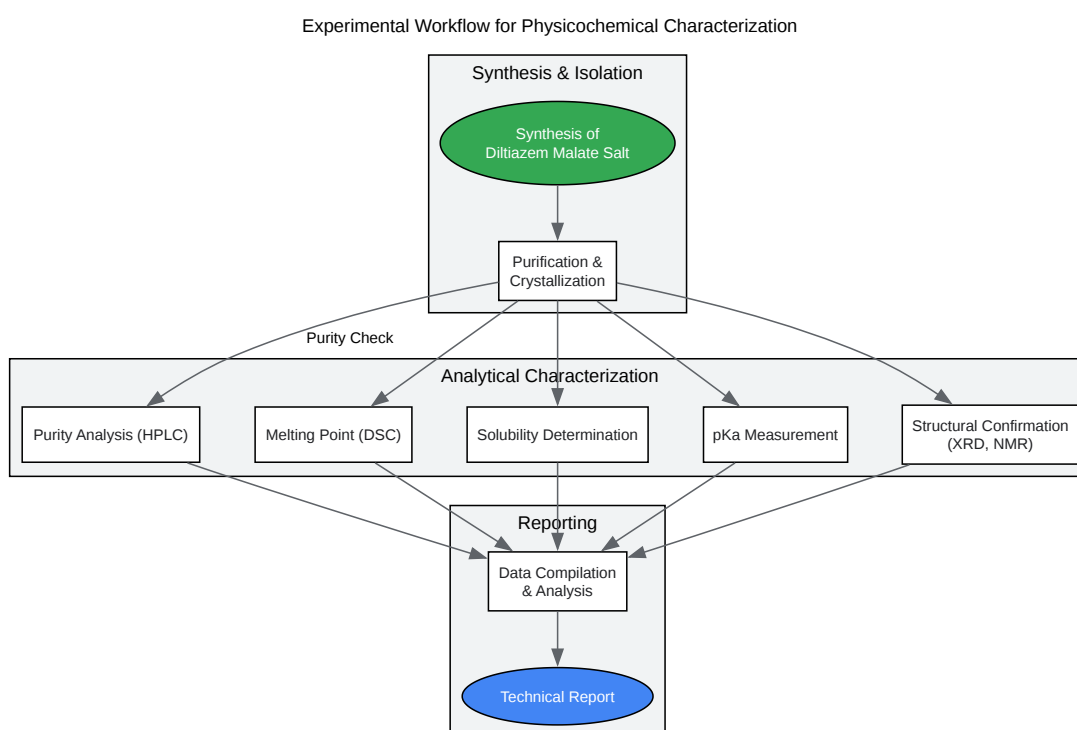 Experimental Workflow for Physicochemical Characterization
Synthesis & Isolation
Synthesis of
Diltiazem Malate Salt
Purification &
Crystallization
Purity Check
Analytical Characterization
Purity Analysis (HPLC)
Melting Point (DSC)
Solubility Determination
pKa Measurement
Structural Confirmation
(XRD, NMR)
Reporting
Data Compilation
& Analysis
Technical Report